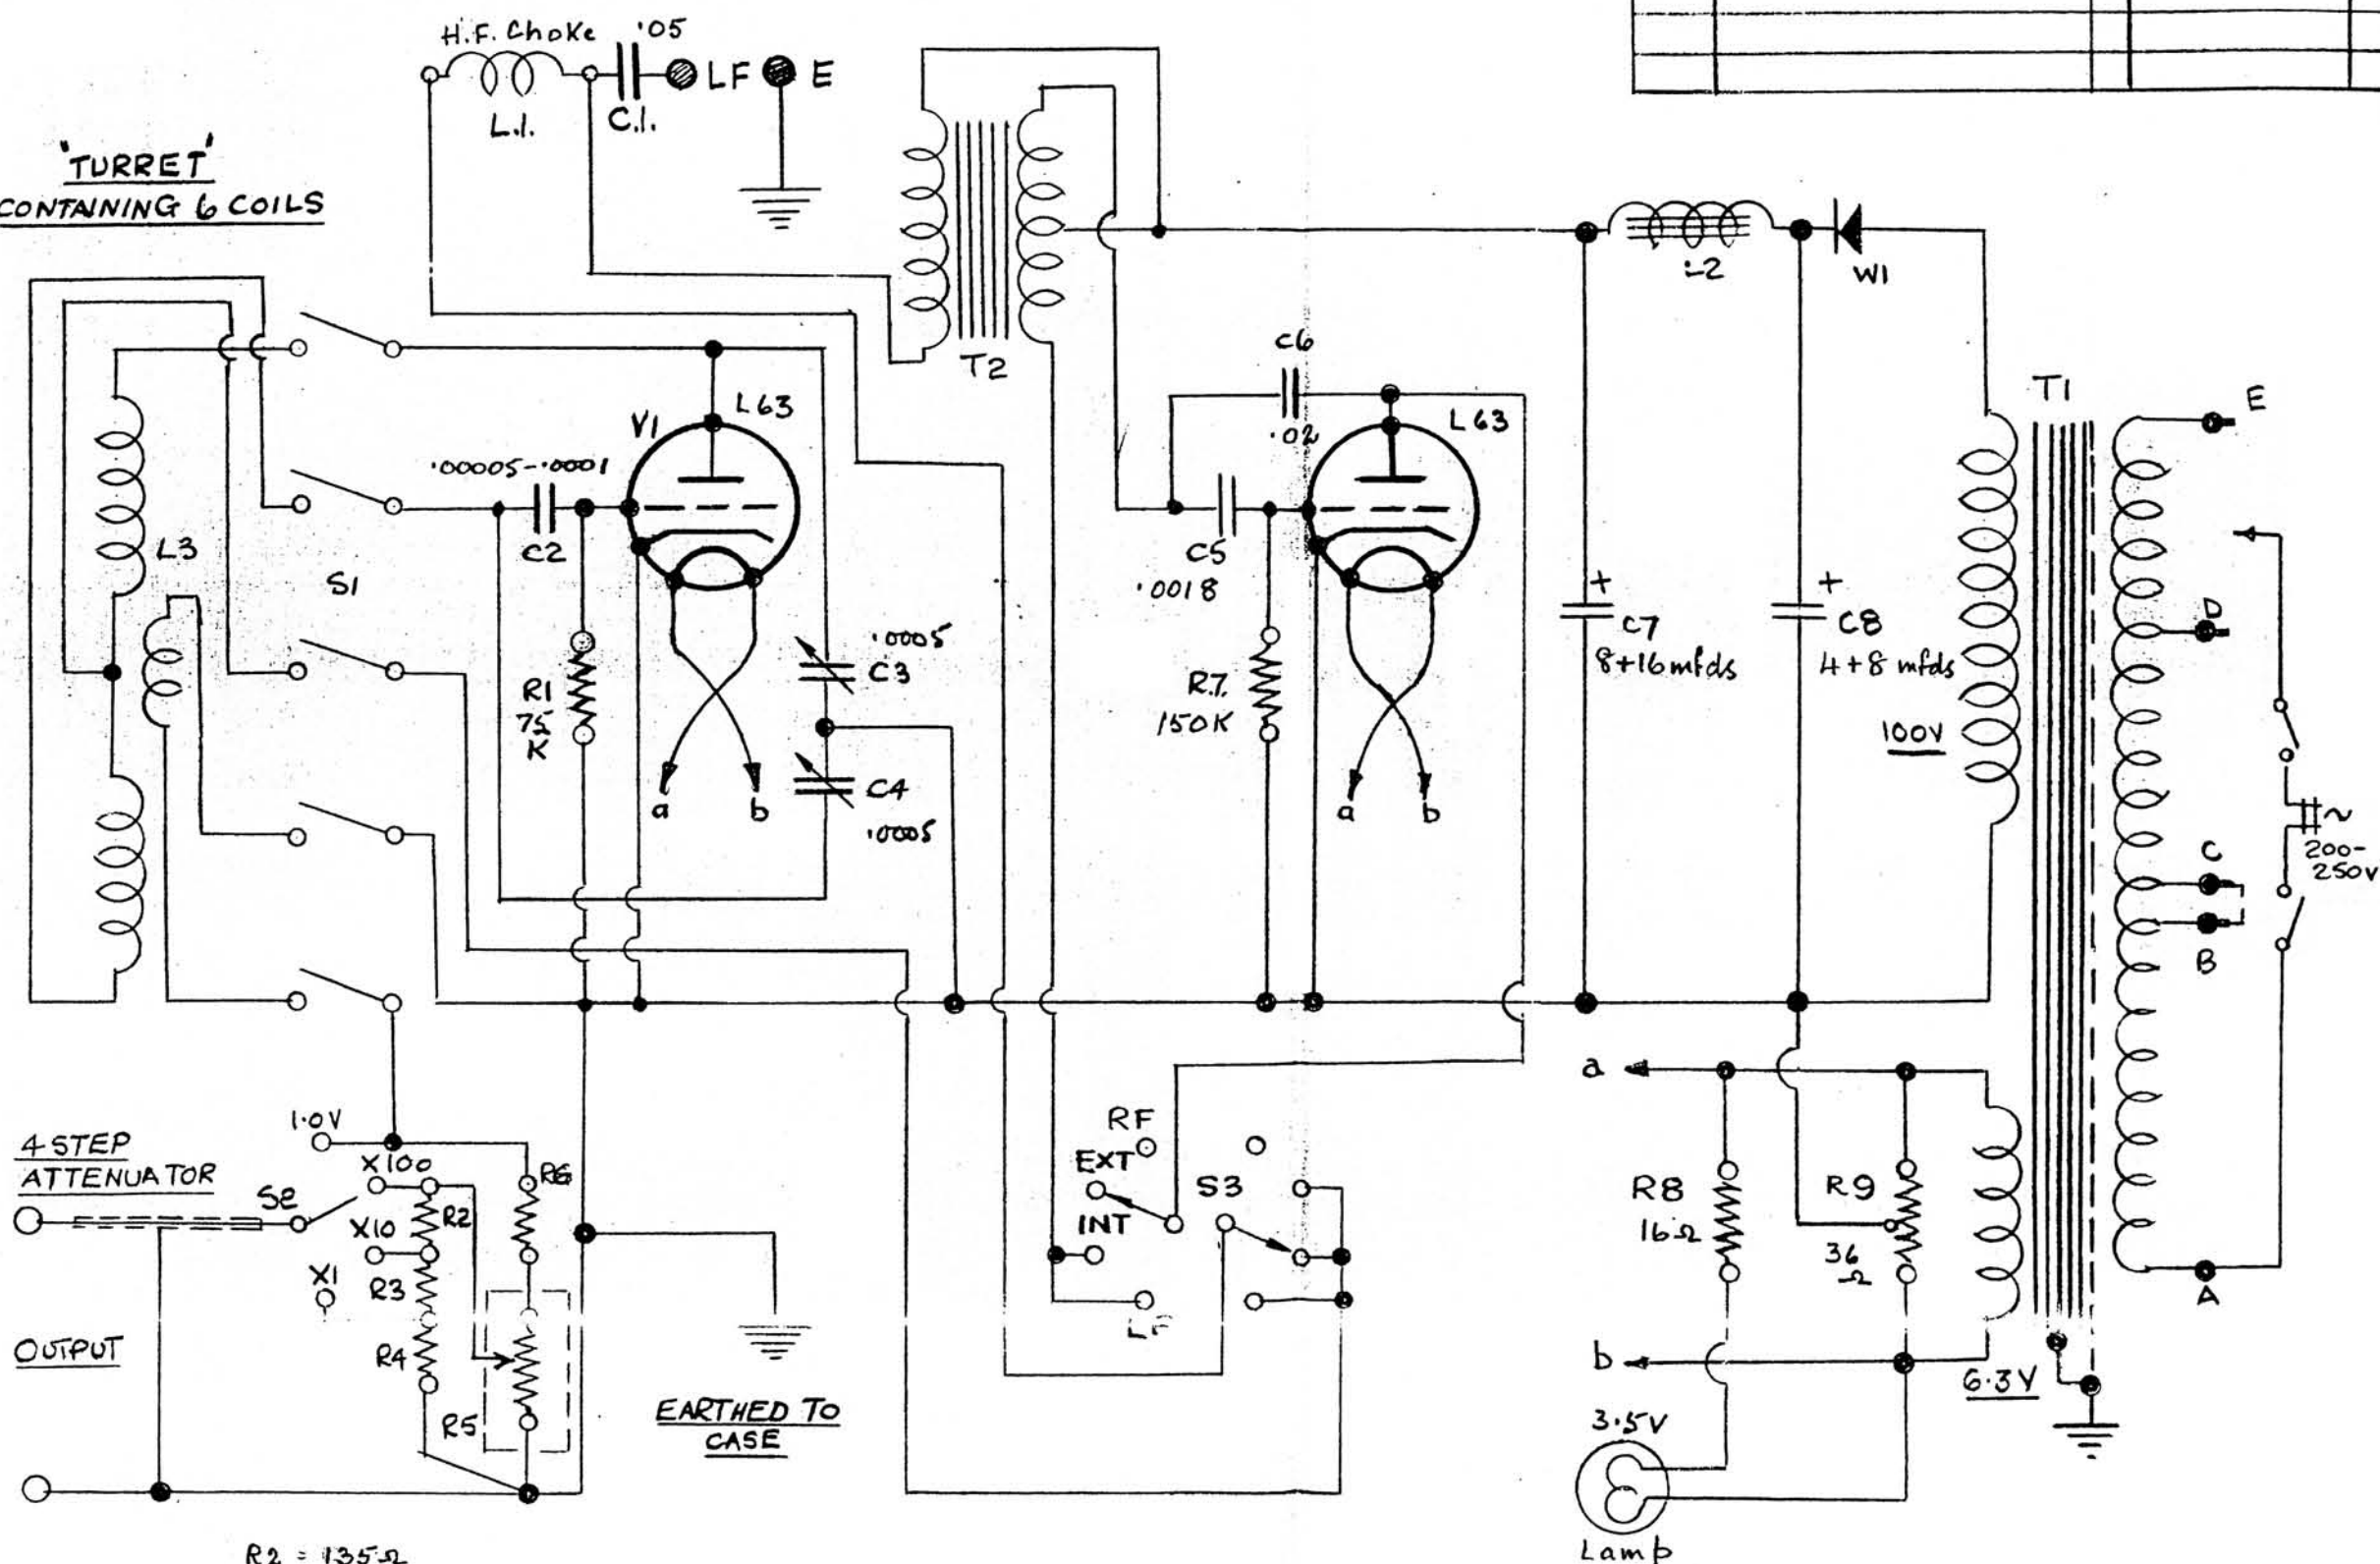 H.F. Choke
·05
LF
E
L.1.
C.1.
"TURRET"
CONTAINING 6 COILS
T2
W1
C6
·02
L63
V1
L63
T1
E
·00005-·0001
C2
C5
·0018
L3
S1
·0005
C3
C7
8+16 mfds
+
C8
4+8 mfds
+
D
R1
75
K
R.7.
150K
100V
C4
·0005
a
b
a
b
C
200-
250V
B
a
1·0V
4 STEP
ATTENUATOR
X100
R6
RF
EXT
INT
S3
S2
X10
R2
R8
16Ω
R9
36
Ω
X1
R3
LF
A
OUTPUT
R4
b
6·3V
R5
EARTHED TO
CASE
3·5V
Lamp
R2 = 135Ω